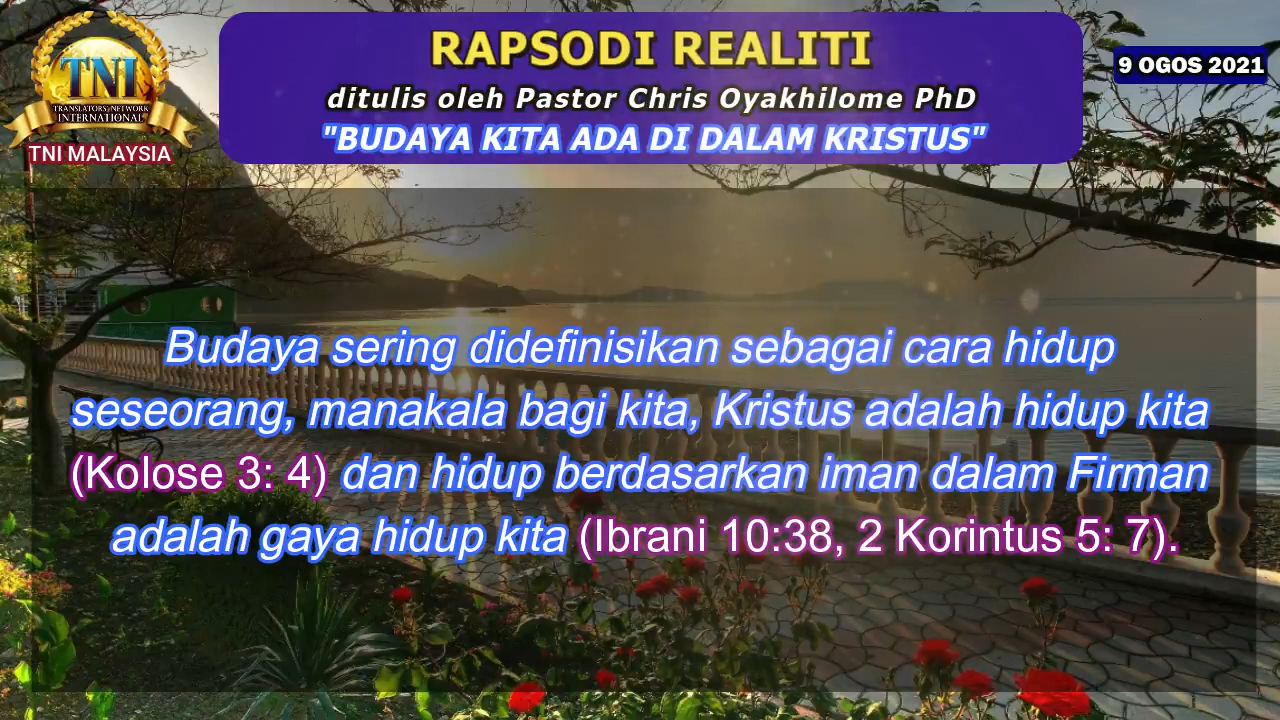 TNI
TRANSLATORS' NETWORK
INTERNATIONAL
TNI MALAYSIA
RAPSODI REALITI
ditulis oleh Pastor Chris Oyakhilome PhD
"BUDAYA KITA ADA DI DALAM KRISTUS"
9 OGOS 2021
Budaya sering didefinisikan sebagai cara hidup
seseorang, manakala bagi kita, Kristus adalah hidup kita
(Kolose 3: 4) dan hidup berdasarkan iman dalam Firman
adalah gaya hidup kita (Ibrani 10:38, 2 Korintus 5: 7).